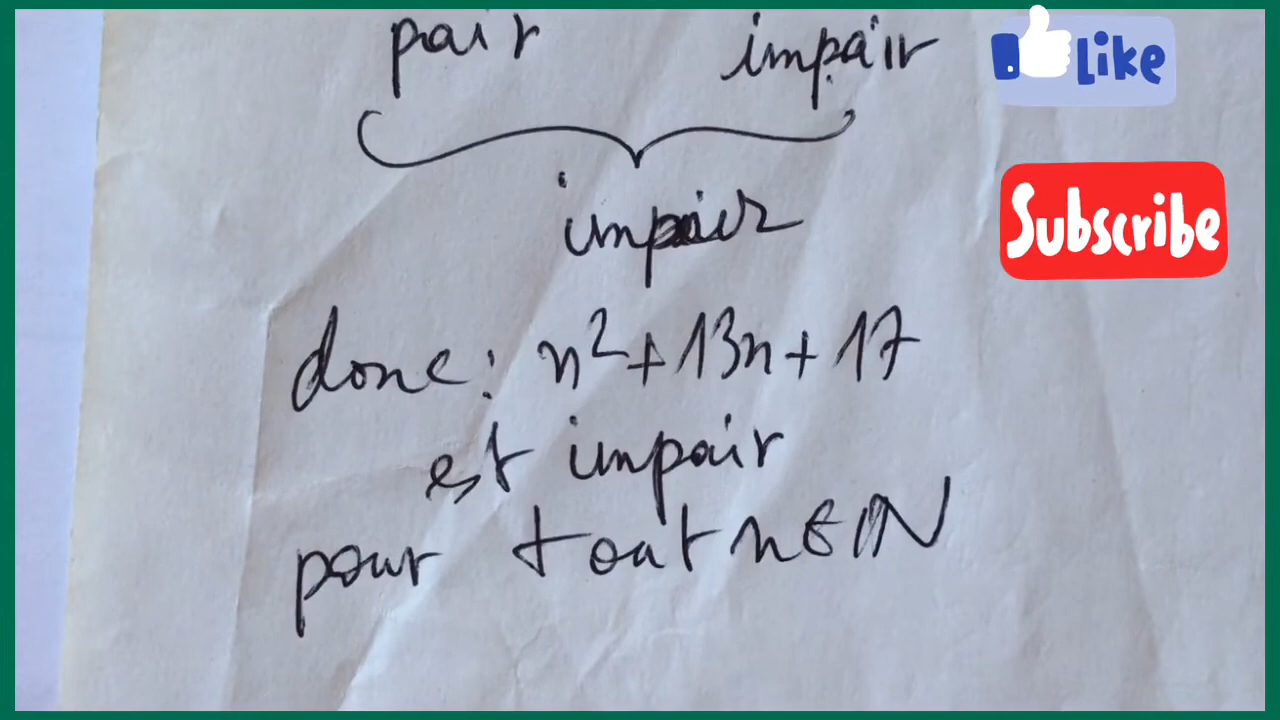 pair impair
Like
Subscribe
impair
donc: n²+13n+17
est impair
pour tout n∈ℕ